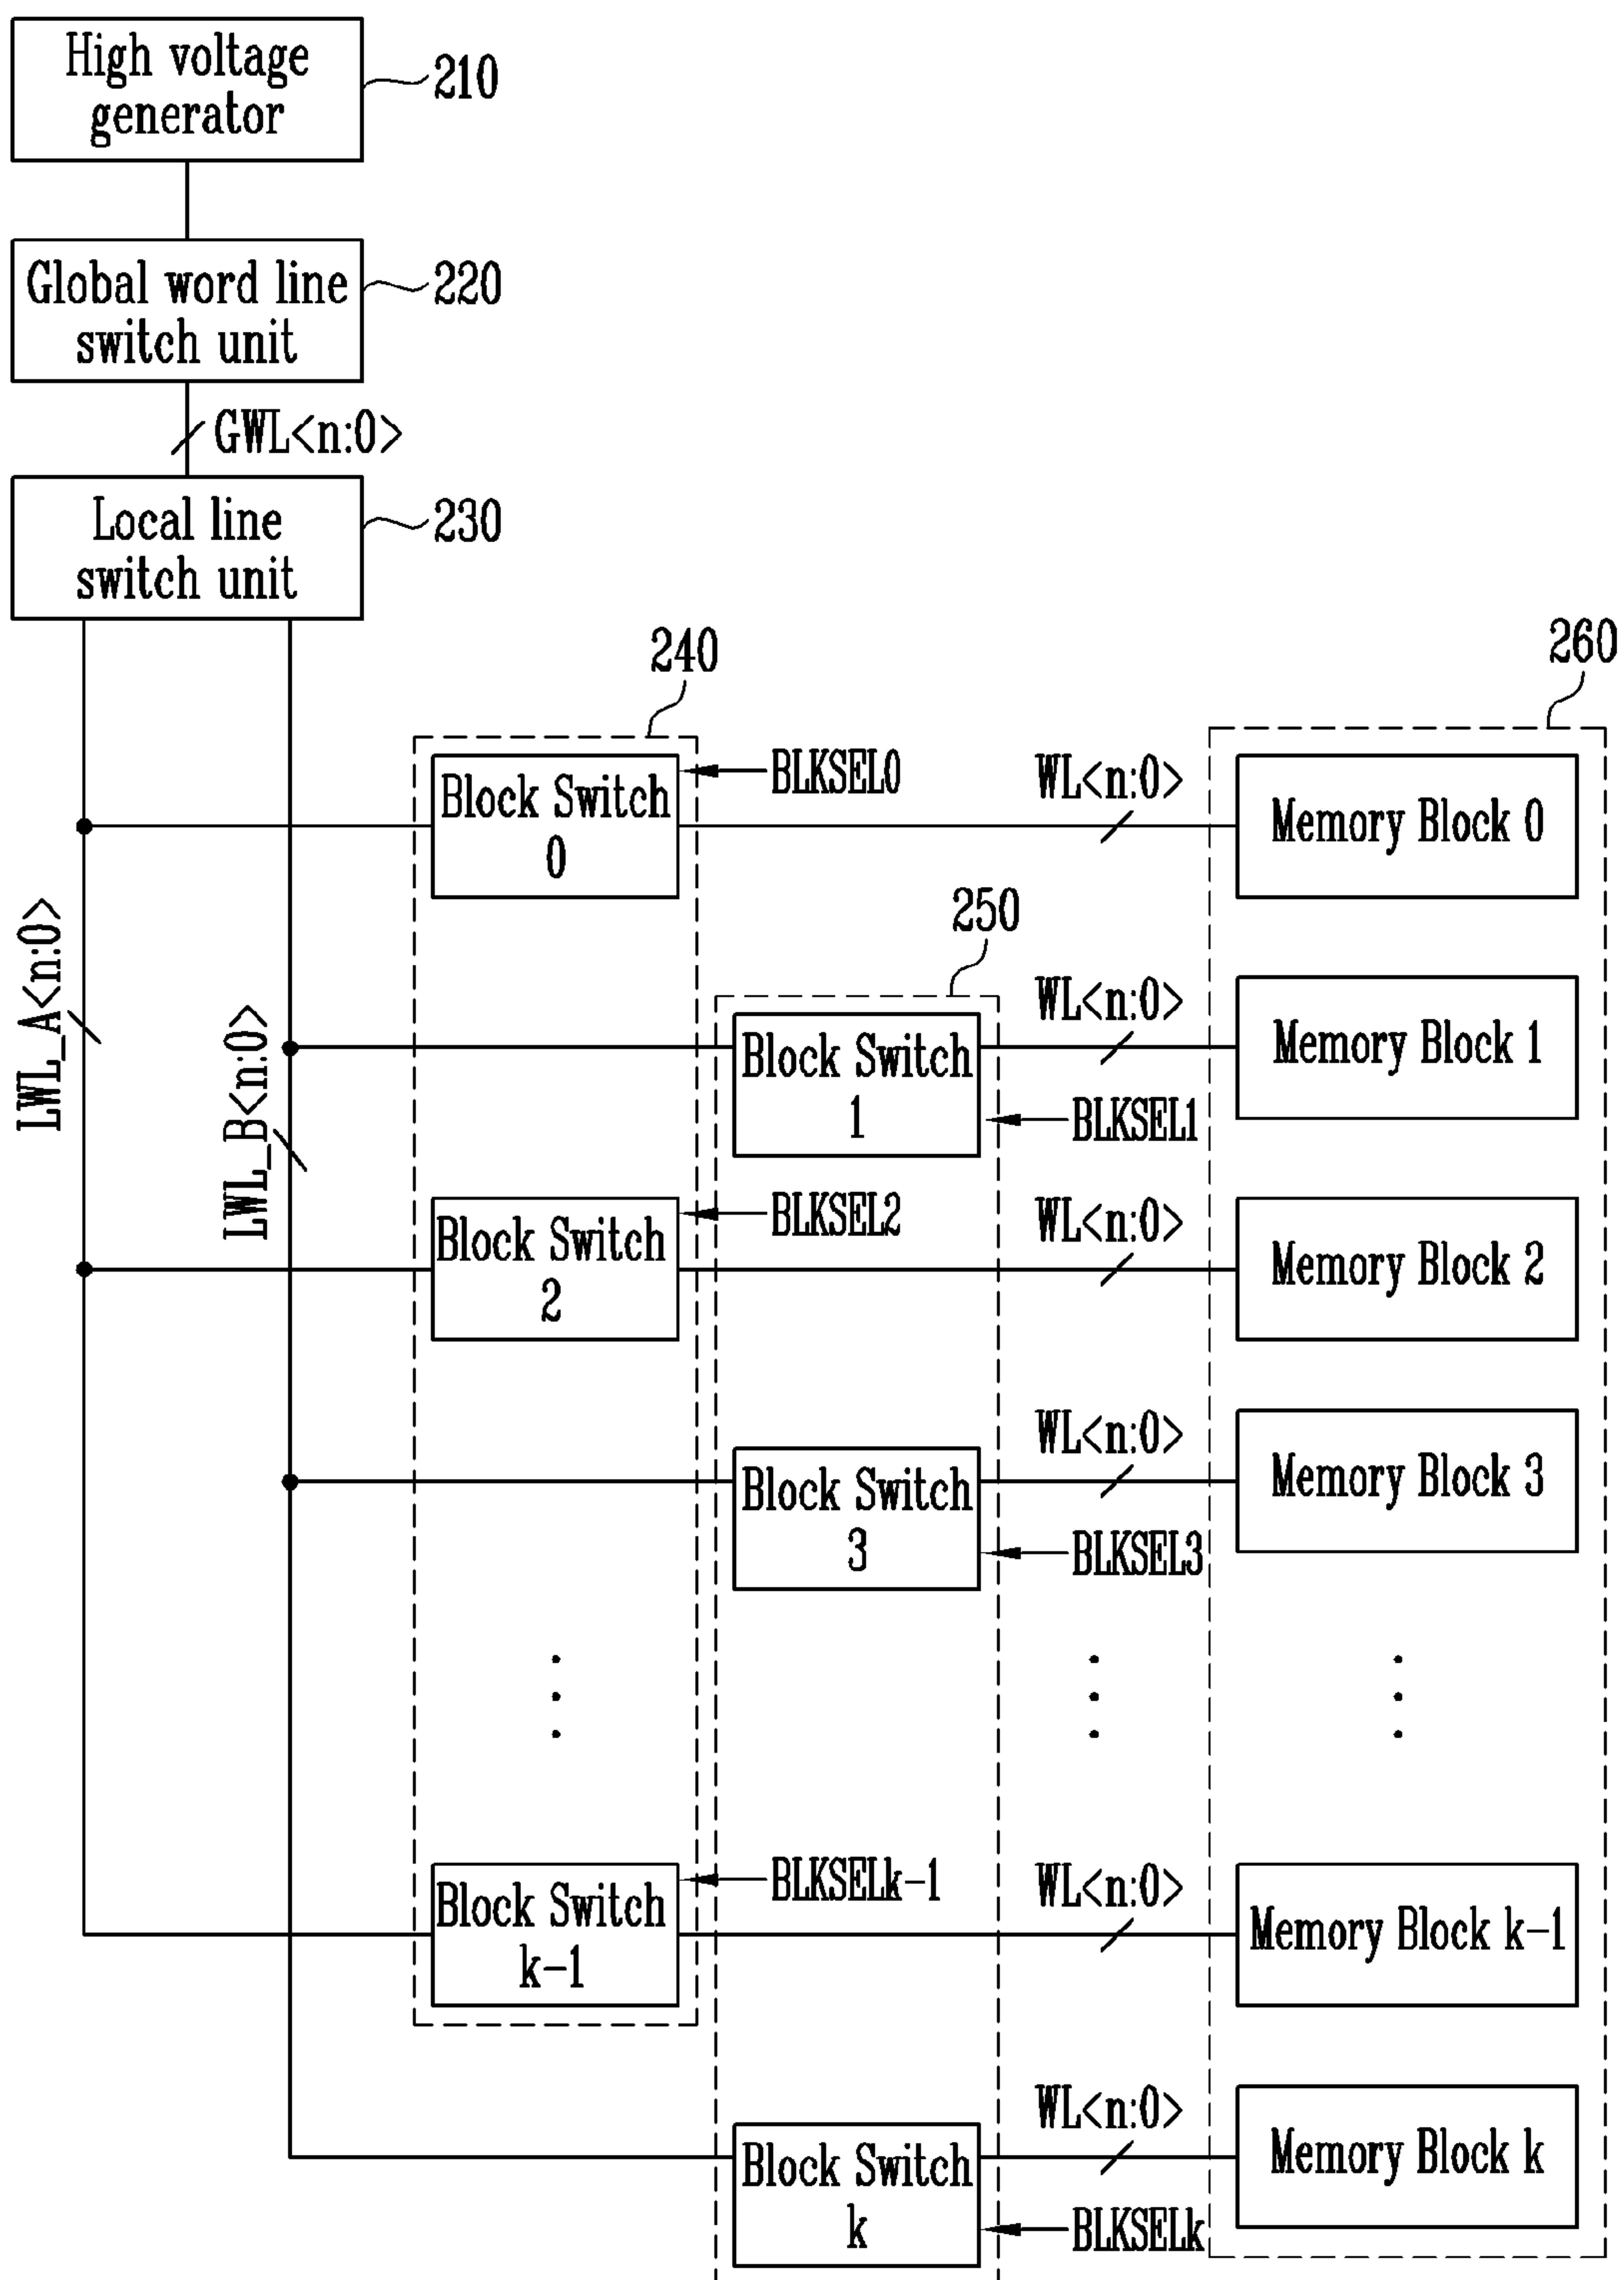 High voltage
generator
210
Global word line
switch unit
220
GWL<n:0>
Local line
switch unit
230
240
260
Block Switch
0
BLKSEL0
WL<n:0>
Memory Block 0
LWL_A<n:0>
LWL_B<n:0>
250
Block Switch
1
WL<n:0>
BLKSEL1
Memory Block 1
Block Switch
2
BLKSEL2
WL<n:0>
Memory Block 2
Block Switch
3
WL<n:0>
BLKSEL3
Memory Block 3
Block Switch
k-1
BLKSELk-1
WL<n:0>
Memory Block k-1
Block Switch
k
WL<n:0>
BLKSELk
Memory Block k